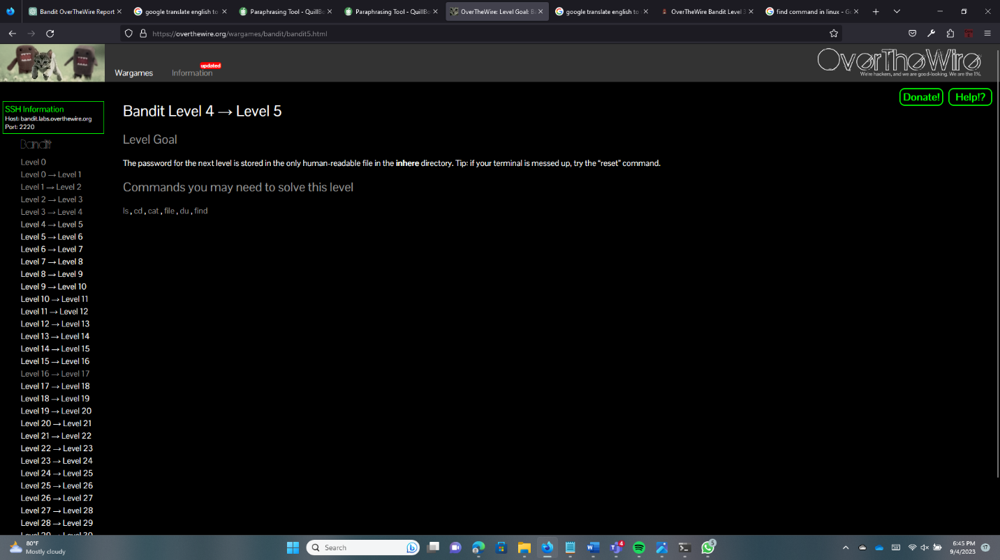 Bandit OverTheWire Report
google translate english to
Paraphrasing Tool - QuillBo
Paraphrasing Tool - QuillBo
OverTheWire: Level Goal: Ba
google translate english to
OverTheWire Bandit Level 3
find command in linux - Go
https://overthewire.org/wargames/bandit/bandit5.html
Wargames
Information
updated
OverTheWire
We're hackers, and we are good-looking. We are the 1%.
Donate!
Help!?
SSH Information
Host: bandit.labs.overthewire.org
Port: 2220
Bandit
Level 0
Level 0 → Level 1
Level 1 → Level 2
Level 2 → Level 3
Level 3 → Level 4
Level 4 → Level 5
Level 5 → Level 6
Level 6 → Level 7
Level 7 → Level 8
Level 8 → Level 9
Level 9 → Level 10
Level 10 → Level 11
Level 11 → Level 12
Level 12 → Level 13
Level 13 → Level 14
Level 14 → Level 15
Level 15 → Level 16
Level 16 → Level 17
Level 17 → Level 18
Level 18 → Level 19
Level 19 → Level 20
Level 20 → Level 21
Level 21 → Level 22
Level 22 → Level 23
Level 23 → Level 24
Level 24 → Level 25
Level 25 → Level 26
Level 26 → Level 27
Level 27 → Level 28
Level 28 → Level 29
Level 29 → Level 30
Bandit Level 4 → Level 5
Level Goal
The password for the next level is stored in the only human-readable file in the inhere directory. Tip: if your terminal is messed up, try the “reset” command.
Commands you may need to solve this level
ls , cd , cat , file , du , find
80°F
Mostly cloudy
Search
4
5
6:45 PM
9/4/2023
17